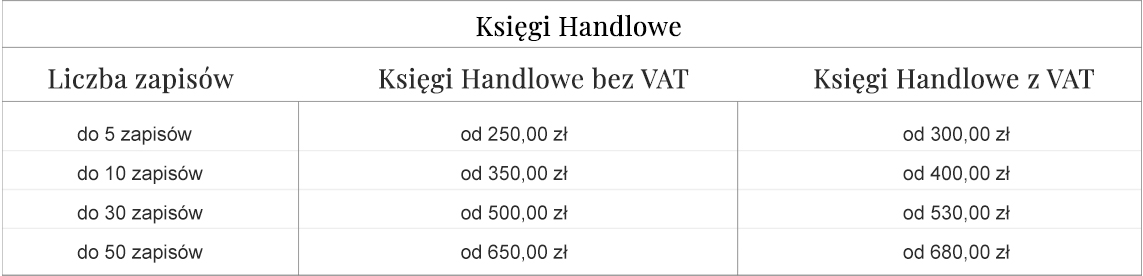 Księgi Handlowe
Liczba zapisów Księgi Handlowe bez VAT Księgi Handlowe z VAT
do 5 zapisów od 250,00 zł od 300,00 zł
do 10 zapisów od 350,00 zł od 400,00 zł
do 30 zapisów od 500,00 zł od 530,00 zł
do 50 zapisów od 650,00 zł od 680,00 zł